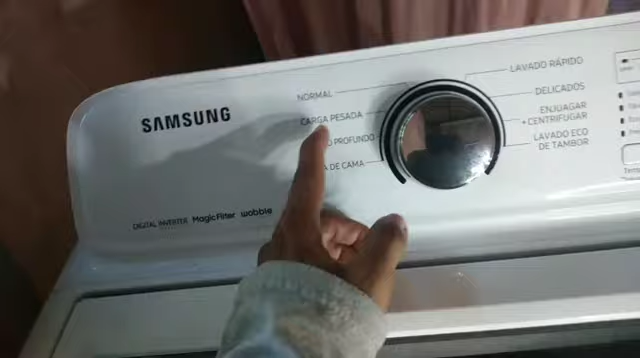 SAMSUNG
NORMAL
CARGA PESADA
PROFUNDO
DE CAMA
DIGITAL INVERTER MagicFilter wobble
LAVADO RÁPIDO
DELICADOS
ENJUAGAR
+CENTRIFUGAR
LAVADO ECO
DE TAMBOR